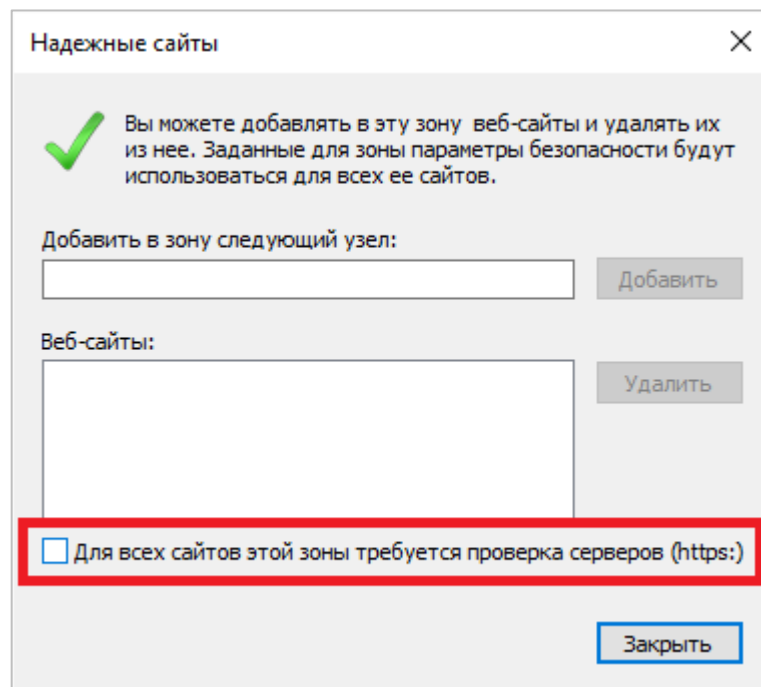 Надежные сайты
Вы можете добавлять в эту зону веб-сайты и удалять их
из нее. Заданные для зоны параметры безопасности будут
использоваться для всех ее сайтов.
Добавить в зону следующий узел:
Добавить
Веб-сайты:
Удалить
Для всех сайтов этой зоны требуется проверка серверов (https:)
Закрыть